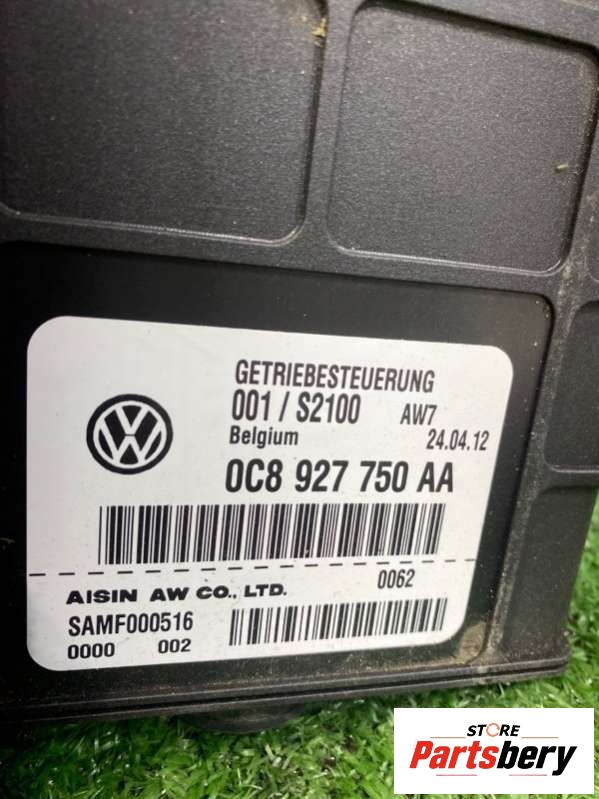 GETRIEBESTEUERUNG
001 / S2100 AW7
Belgium 24.04.12
0C8 927 750 AA
0062
AISIN AW CO., LTD.
SAMF000516
0000 002
STORE
Partsbery